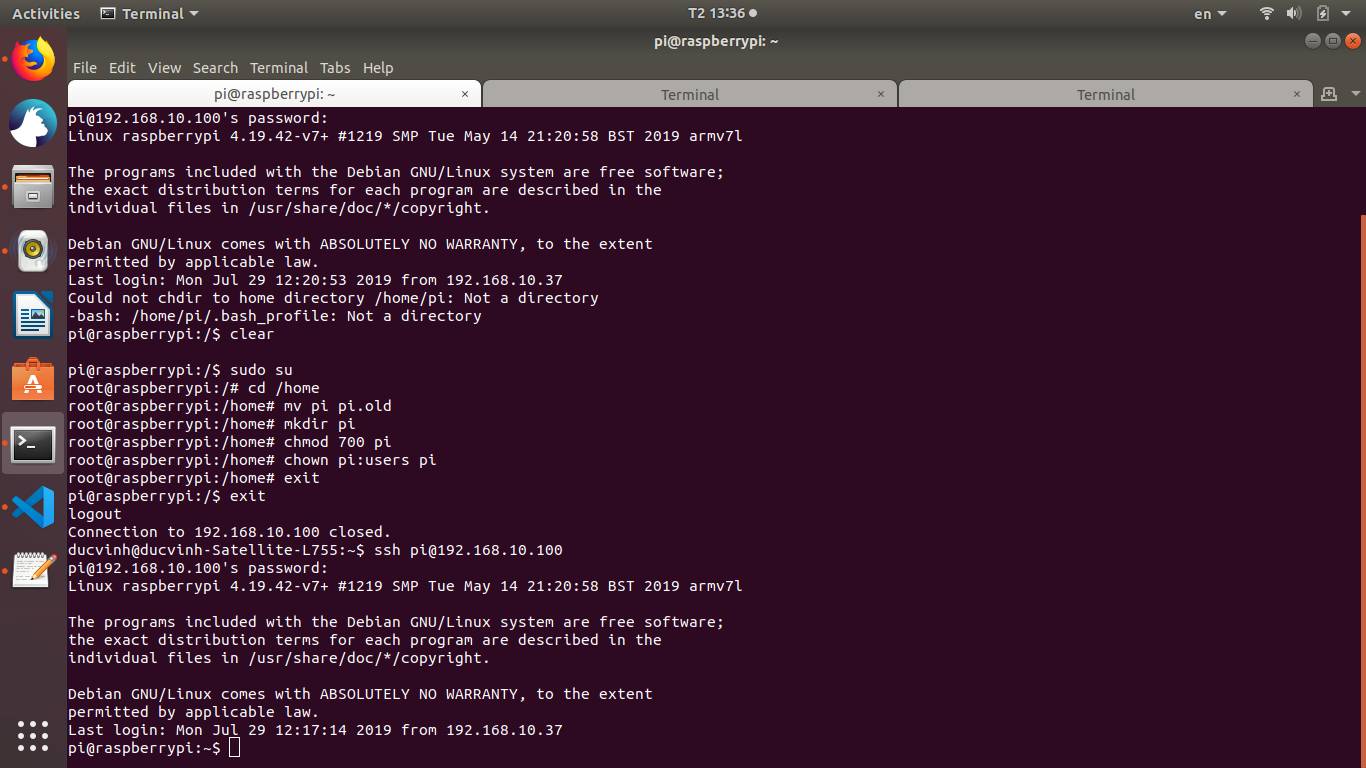 Activities Terminal T2 13:36 en
pi@raspberrypi: ~
File Edit View Search Terminal Tabs Help
pi@raspberrypi: ~ × Terminal × Terminal ×
pi@192.168.10.100's password:
Linux raspberrypi 4.19.42-v7+ #1219 SMP Tue May 14 21:20:58 BST 2019 armv7l
The programs included with the Debian GNU/Linux system are free software;
the exact distribution terms for each program are described in the
individual files in /usr/share/doc/*/copyright.
Debian GNU/Linux comes with ABSOLUTELY NO WARRANTY, to the extent
permitted by applicable law.
Last login: Mon Jul 29 12:20:53 2019 from 192.168.10.37
Could not chdir to home directory /home/pi: Not a directory
-bash: /home/pi/.bash_profile: Not a directory
pi@raspberrypi:/$ clear
pi@raspberrypi:/$ sudo su
root@raspberrypi:/# cd /home
root@raspberrypi:/home# mv pi pi.old
root@raspberrypi:/home# mkdir pi
root@raspberrypi:/home# chmod 700 pi
root@raspberrypi:/home# chown pi:users pi
root@raspberrypi:/home# exit
pi@raspberrypi:/$ exit
logout
Connection to 192.168.10.100 closed.
ducvinh@ducvinh-Satellite-L755:~$ ssh pi@192.168.10.100
pi@192.168.10.100's password:
Linux raspberrypi 4.19.42-v7+ #1219 SMP Tue May 14 21:20:58 BST 2019 armv7l
The programs included with the Debian GNU/Linux system are free software;
the exact distribution terms for each program are described in the
individual files in /usr/share/doc/*/copyright.
Debian GNU/Linux comes with ABSOLUTELY NO WARRANTY, to the extent
permitted by applicable law.
Last login: Mon Jul 29 12:17:14 2019 from 192.168.10.37
pi@raspberrypi:~$